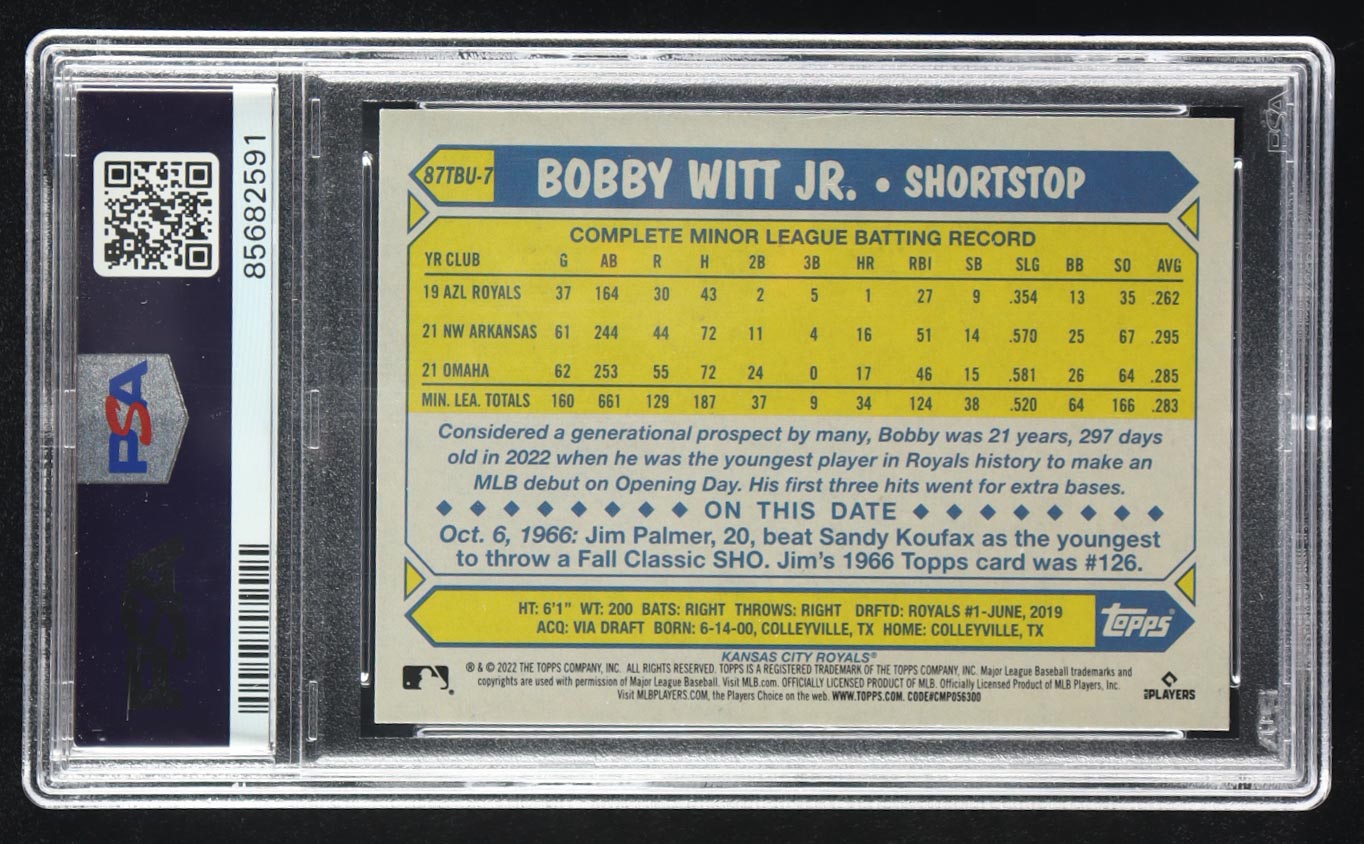 PSA
85682591
PSA
PSA
87TBU-7
BOBBY WITT JR. • SHORTSTOP
COMPLETE MINOR LEAGUE BATTING RECORD
YR CLUB G AB R H 2B 3B HR RBI SB SLG BB SO AVG
19 AZL ROYALS 37 164 30 43 2 5 1 27 9 .354 13 35 .262
21 NW ARKANSAS 61 244 44 72 11 4 16 51 14 .570 25 67 .295
21 OMAHA 62 253 55 72 24 0 17 46 15 .581 26 64 .285
MIN. LEA. TOTALS 160 661 129 187 37 9 34 124 38 .520 64 166 .283
Considered a generational prospect by many, Bobby was 21 years, 297 days
old in 2022 when he was the youngest player in Royals history to make an
MLB debut on Opening Day. His first three hits went for extra bases.
ON THIS DATE
Oct. 6, 1966: Jim Palmer, 20, beat Sandy Koufax as the youngest
to throw a Fall Classic SHO. Jim's 1966 Topps card was #126.
HT: 6'1" WT: 200 BATS: RIGHT THROWS: RIGHT DRFTD: ROYALS #1-JUNE, 2019
ACQ: VIA DRAFT BORN: 6-14-00, COLLEYVILLE, TX HOME: COLLEYVILLE, TX
Topps®
KANSAS CITY ROYALS®
® & © 2022 THE TOPPS COMPANY, INC. ALL RIGHTS RESERVED. TOPPS IS A REGISTERED TRADEMARK OF THE TOPPS COMPANY, INC. Major League Baseball trademarks and
copyrights are used with permission of Major League Baseball. Visit MLB.com. OFFICIALLY LICENSED PRODUCT OF MLB. Officially Licensed Product of MLB Players, Inc.
Visit MLBPLAYERS.COM, the Players Choice on the web. WWW.TOPPS.COM. CODE#CMP056300
PLAYERS